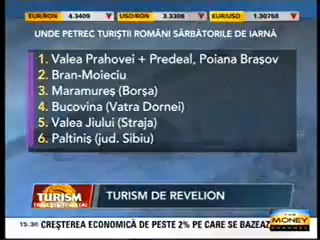 EUR/RON 4.3409 USD/RON 3.3308 EUR/USD 1.30758
UNDE PETREC TURIȘTII ROMÂNI SĂRBĂTORILE DE IARNĂ
1. Valea Prahovei + Predeal, Poiana Brașov
2. Bran-Moieciu
3. Maramureș (Borșa)
4. Bucovina (Vatra Dornei)
5. Valea Jiului (Straja)
6. Paltiniș (jud. Sibiu)
TURISM
TURISM DE REVELION
15:36 CREȘTEREA ECONOMICĂ DE PESTE 2% PE CARE SE BAZEAZ
THE MONEY
CHANNEL